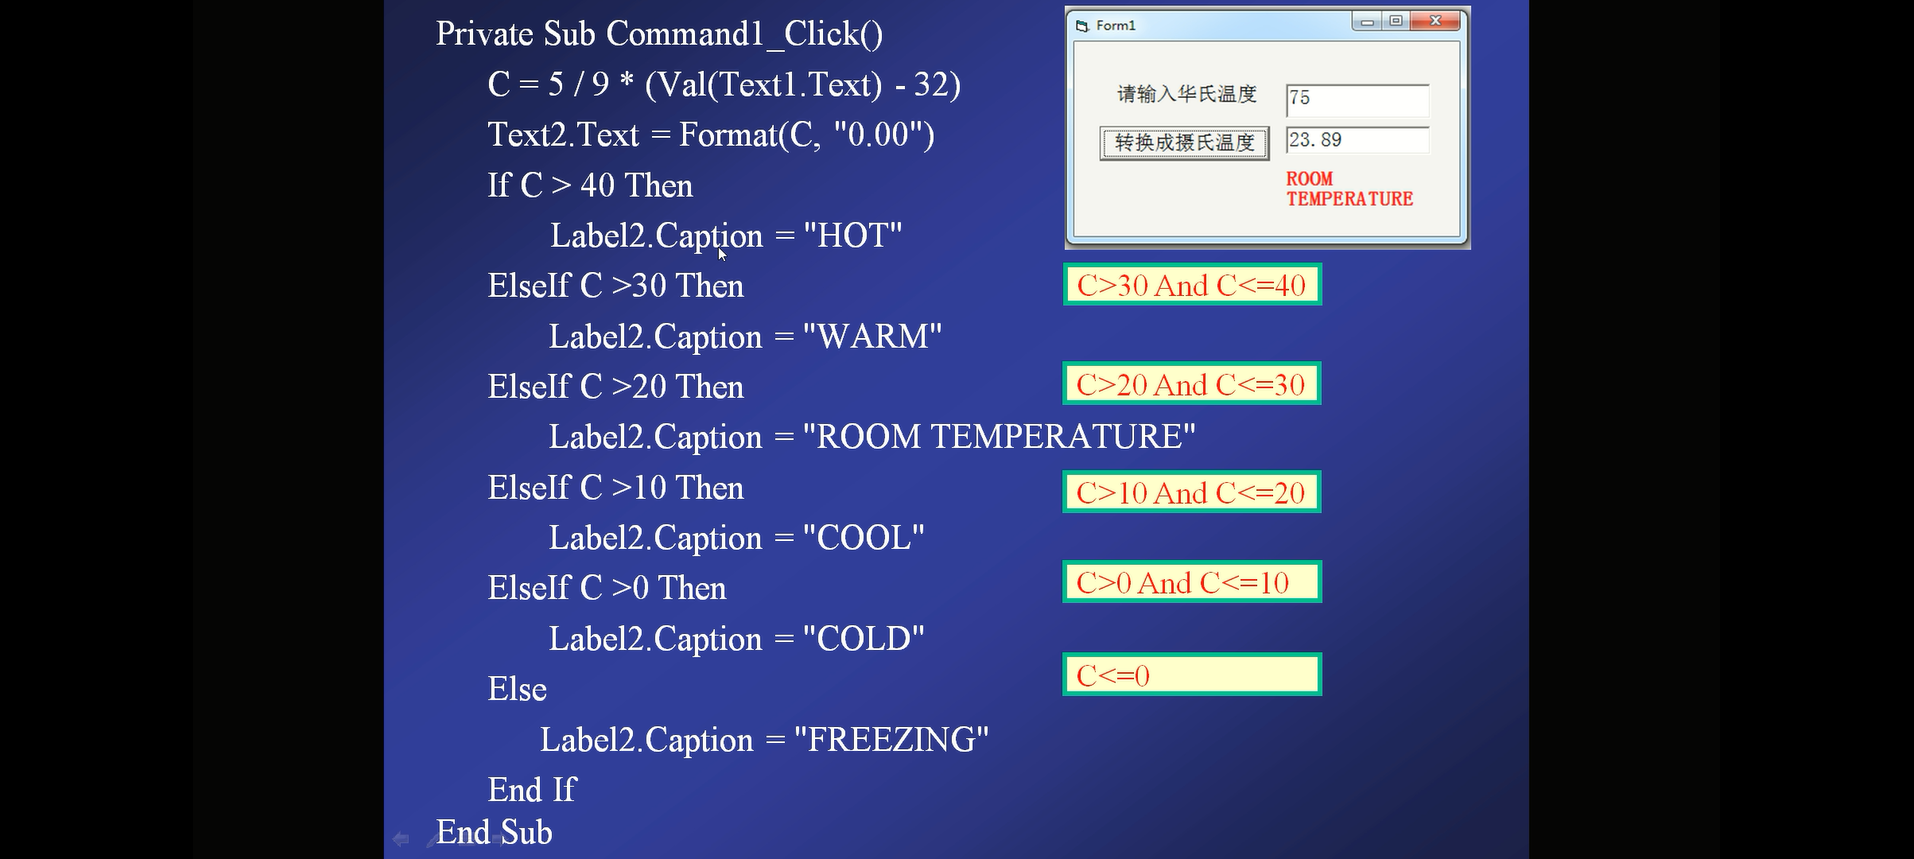 Private Sub Command1_Click()
C = 5 / 9 * (Val(Text1.Text) - 32)
Text2.Text = Format(C, "0.00")
If C > 40 Then
Label2.Caption = "HOT"
ElseIf C >30 Then
Label2.Caption = "WARM"
ElseIf C >20 Then
Label2.Caption = "ROOM TEMPERATURE"
ElseIf C >10 Then
Label2.Caption = "COOL"
ElseIf C >0 Then
Label2.Caption = "COLD"
Else
Label2.Caption = "FREEZING"
End If
End Sub
Form1
请输入华氏温度
75
转换成摄氏温度
23.89
ROOM
TEMPERATURE
C>30 And C<=40
C>20 And C<=30
C>10 And C<=20
C>0 And C<=10
C<=0